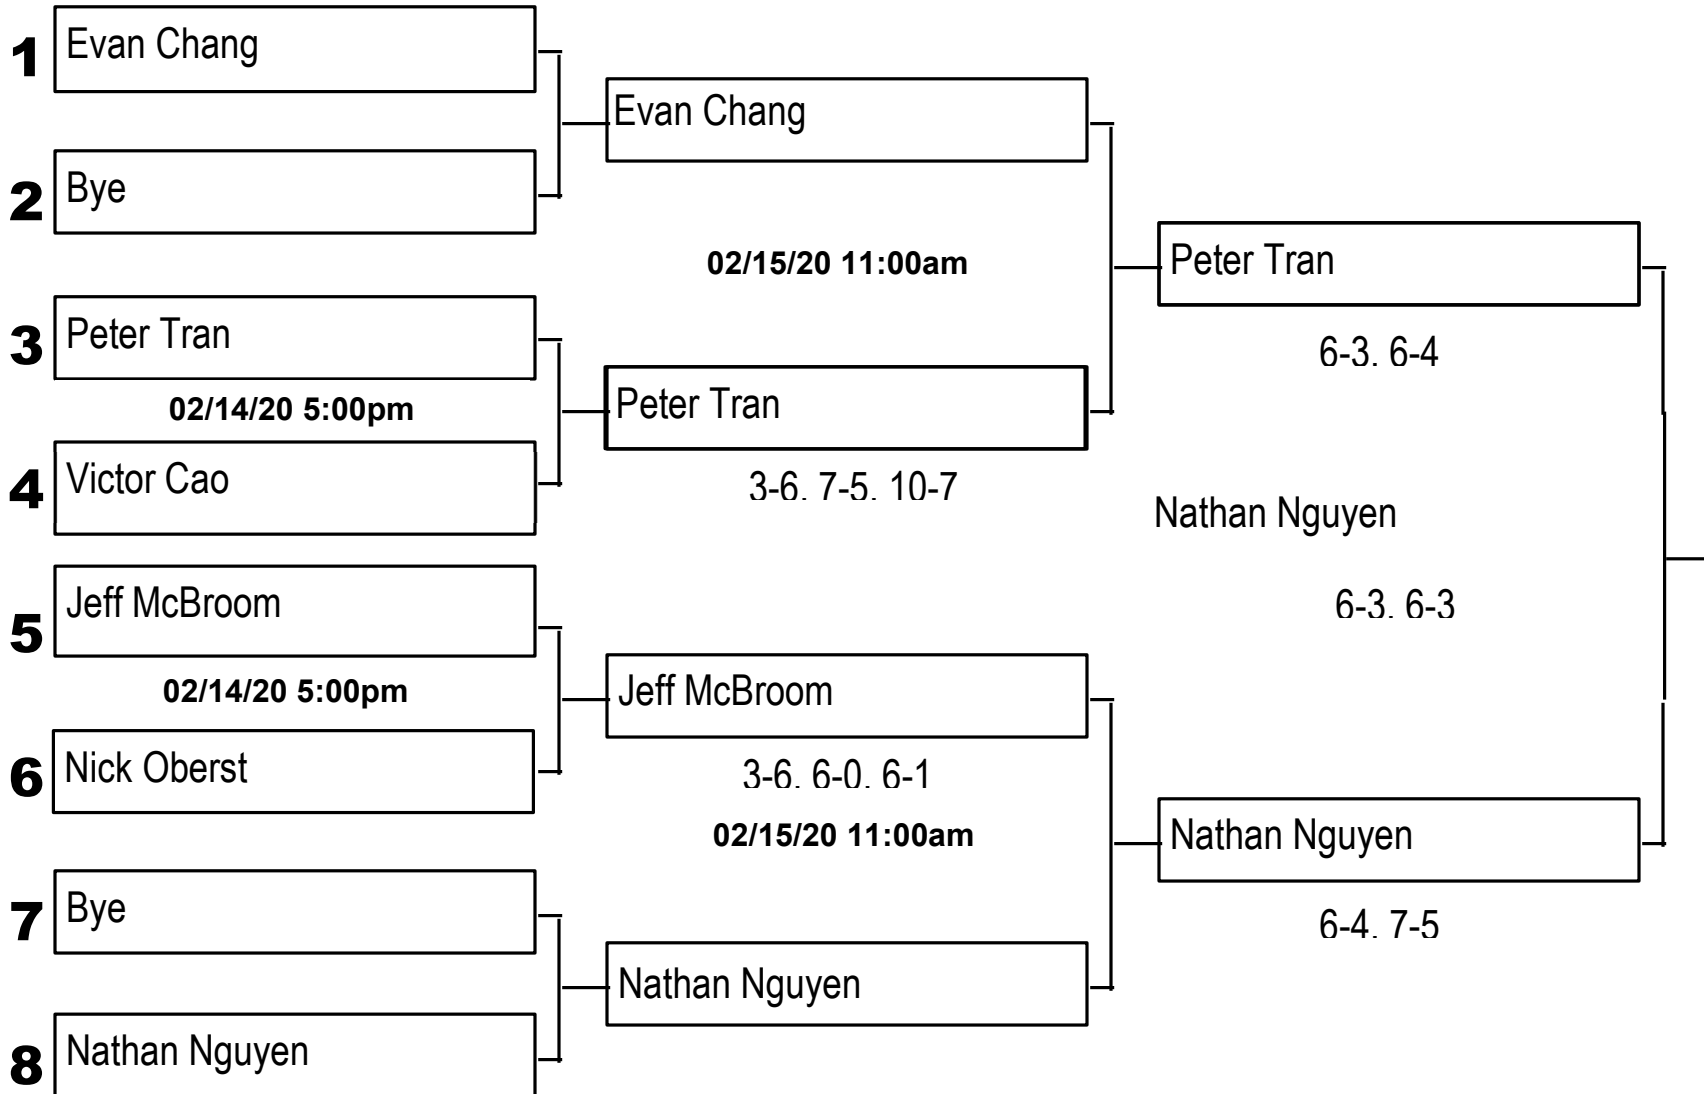 1 Evan Chang
2 Bye
3 Peter Tran
02/14/20 5:00pm
4 Victor Cao
5 Jeff McBroom
02/14/20 5:00pm
6 Nick Oberst
7 Bye
8 Nathan Nguyen
Evan Chang
02/15/20 11:00am
Peter Tran
3-6, 7-5, 10-7
Jeff McBroom
3-6, 6-0, 6-1
02/15/20 11:00am
Nathan Nguyen
Peter Tran
6-3, 6-4
Nathan Nguyen
6-3, 6-3
Nathan Nguyen
6-4, 7-5